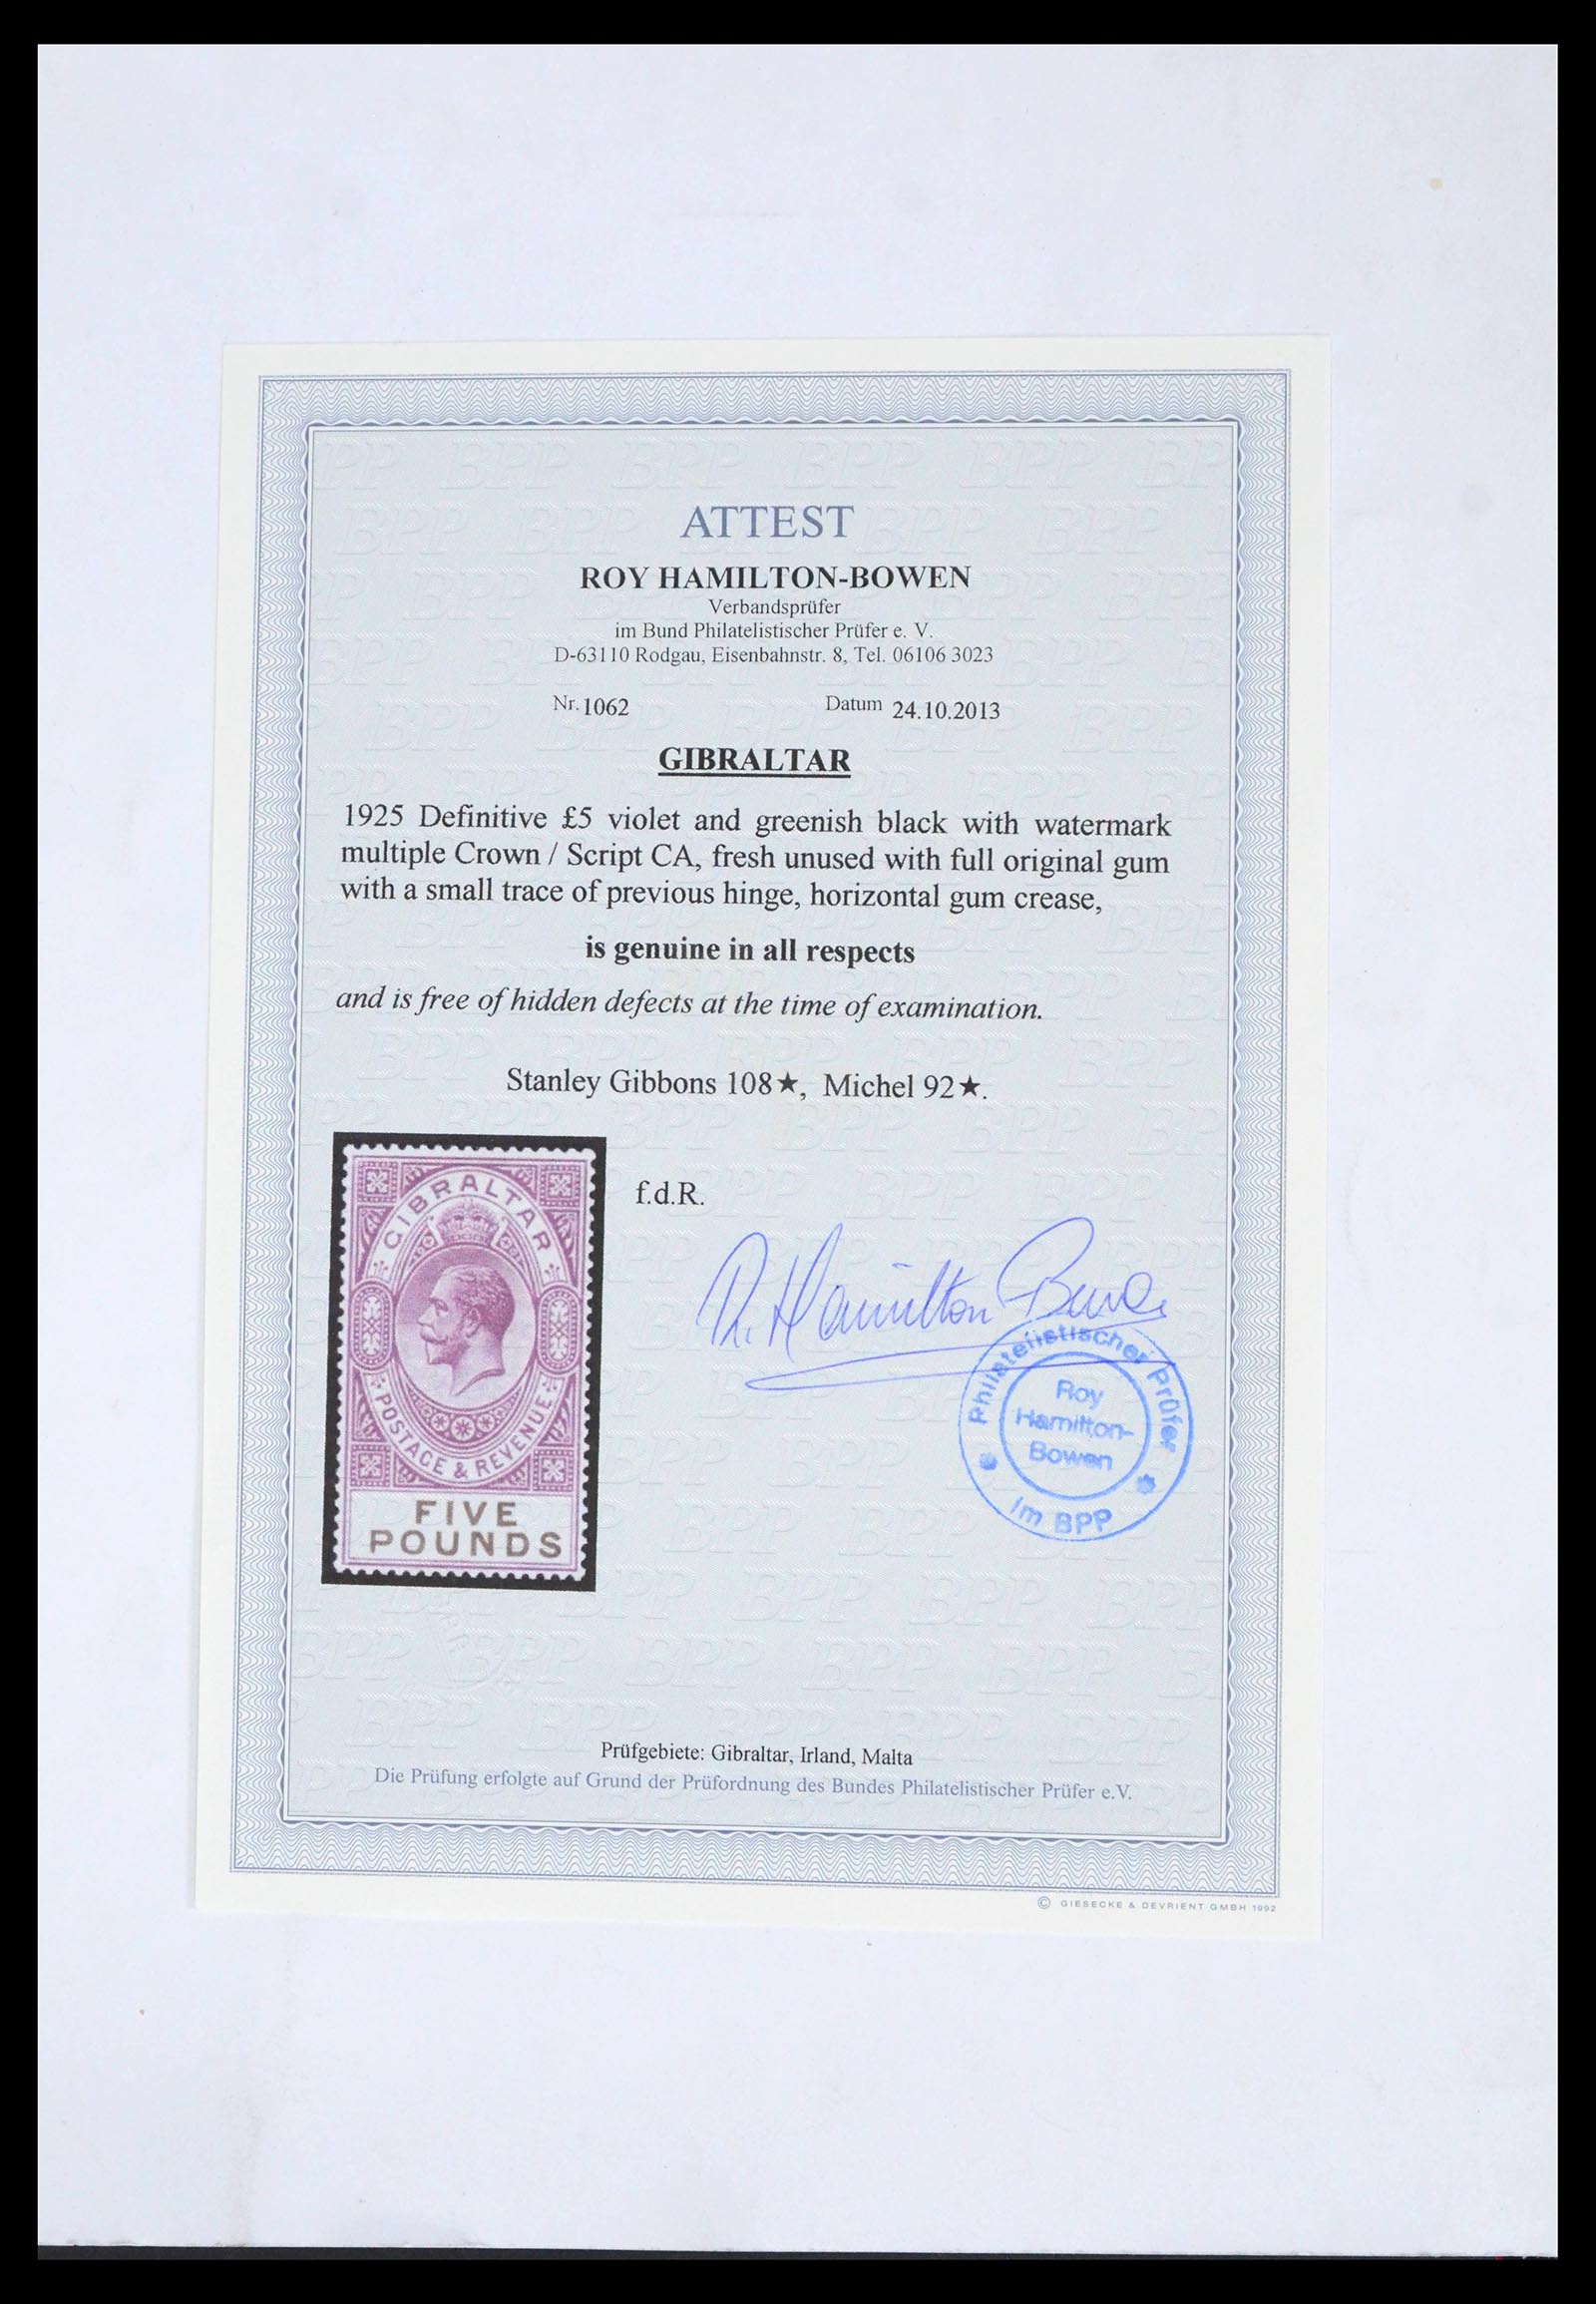 ATTEST
ROY HAMILTON-BOWEN
Verbandsprüfer
im Bund Philatelistischer Prüfer e. V.
D-63110 Rodgau, Eisenbahnstr. 8, Tel. 06106 3023
Nr. 1062 Datum 24.10.2013
GIBRALTAR
1925 Definitive £5 violet and greenish black with watermark
multiple Crown / Script CA, fresh unused with full original gum
with a small trace of previous hinge, horizontal gum crease,
is genuine in all respects
and is free of hidden defects at the time of examination.
Stanley Gibbons 108★, Michel 92★.
GIBRALTAR
POSTAGE & REVENUE
FIVE
POUNDS
f.d.R.
R. Hamilton Bowen
Philatelistischer Prüfer
Roy
Hamilton-
Bowen
im BPP
Prüfgebiete: Gibraltar, Irland, Malta
Die Prüfung erfolgte auf Grund der Prüfordnung des Bundes Philatelistischer Prüfer e.V.
© GIESECKE & DEVRIENT GMBH 1992